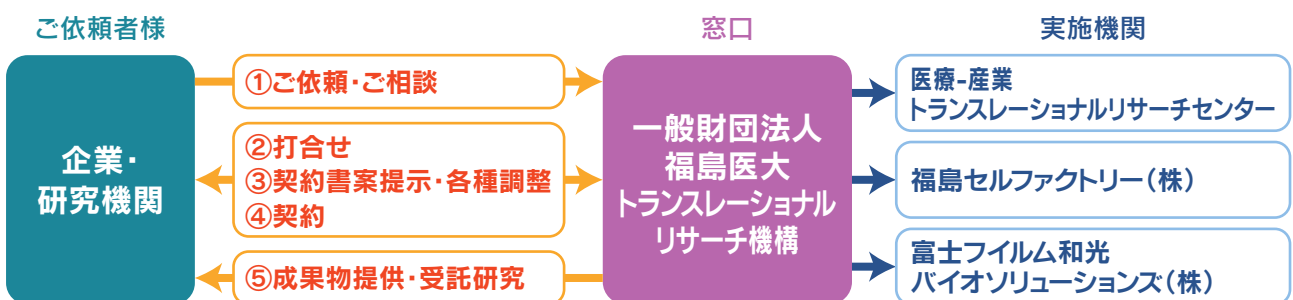 ご依頼者様
企業・
研究機関
①ご依頼・ご相談
②打合せ
③契約書案提示・各種調整
④契約
⑤成果物提供・受託研究
窓口
一般財団法人
福島医大
トランスレーショナル
リサーチ機構
実施機関
医療-産業
トランスレーショナルリサーチセンター
福島セルファクトリー（株）
富士フイルム和光
バイオソリューションズ（株）